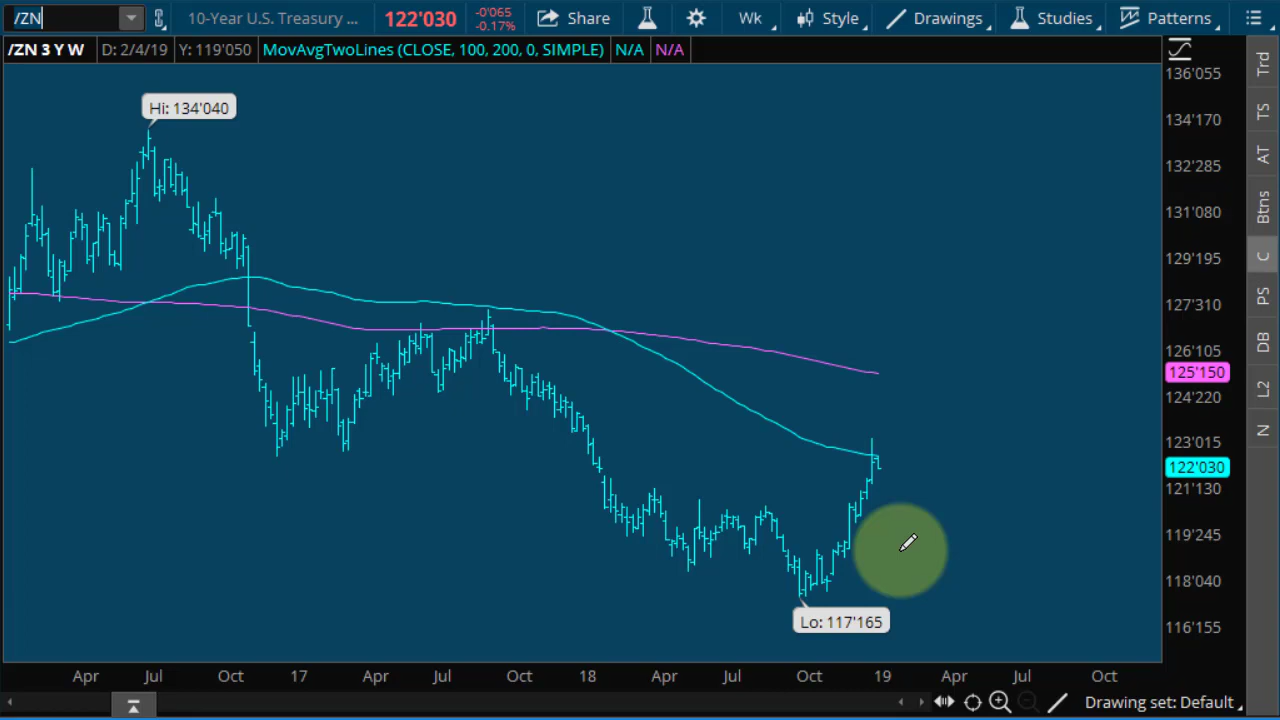 /ZN 10-Year U.S. Treasury ... 122'030 -0'065 -0.17% Share Wk Style Drawings Studies Patterns
/ZN 3 Y W D: 2/4/19 Y: 119'050 MovAvgTwoLines (CLOSE, 100, 200, 0, SIMPLE) N/A N/A
136'055
Hi: 134'040
134'170
132'285
131'080
129'195
127'310
126'105
125'150
124'220
123'015
122'030
121'130
119'245
118'040
Lo: 117'165
116'155
Apr Jul Oct 17 Apr Jul Oct 18 Apr Jul Oct 19 Apr Jul Oct
Drawing set: Default
Trd
TS
AT
Btns
C
PS
DB
L2
N